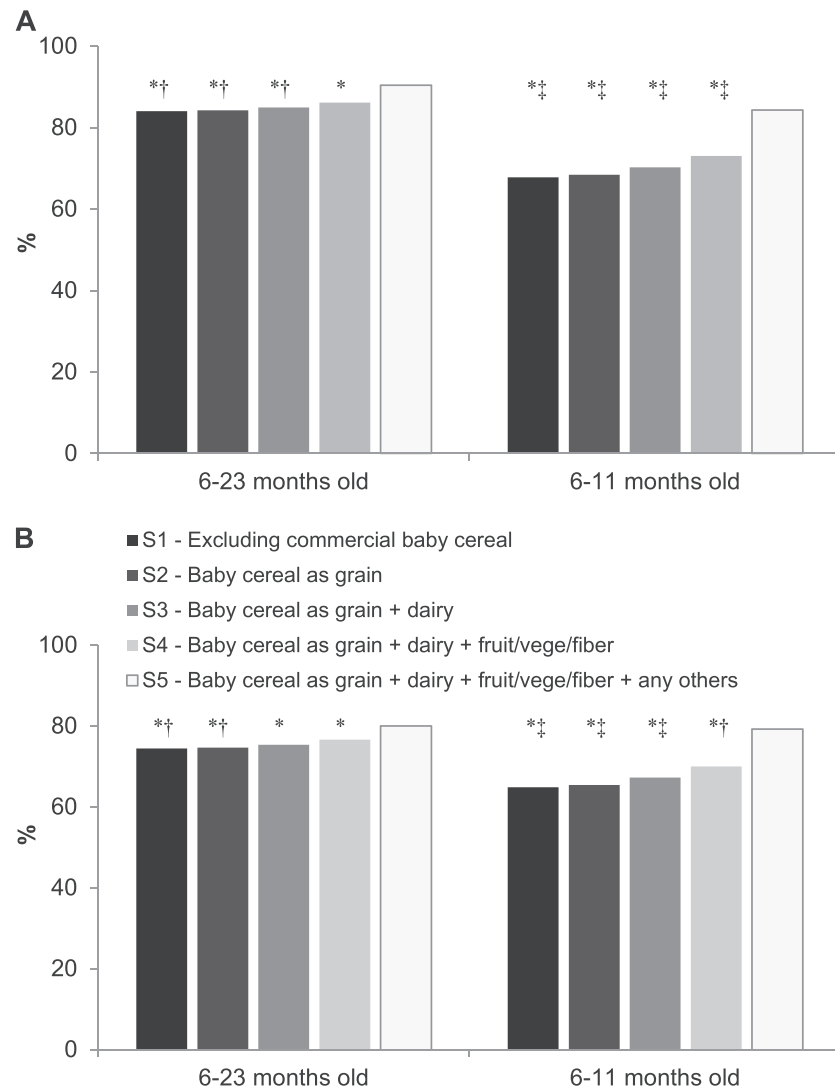 A
100
80
60
40
20
0
%
*† *† *† * *‡ *‡ *‡ *‡
6-23 months old 6-11 months old
B
S1 - Excluding commercial baby cereal
S2 - Baby cereal as grain
S3 - Baby cereal as grain + dairy
S4 - Baby cereal as grain + dairy + fruit/vege/fiber
S5 - Baby cereal as grain + dairy + fruit/vege/fiber + any others
100
80
60
40
20
0
%
*† *† * * *‡ *‡ *‡ *†
6-23 months old 6-11 months old